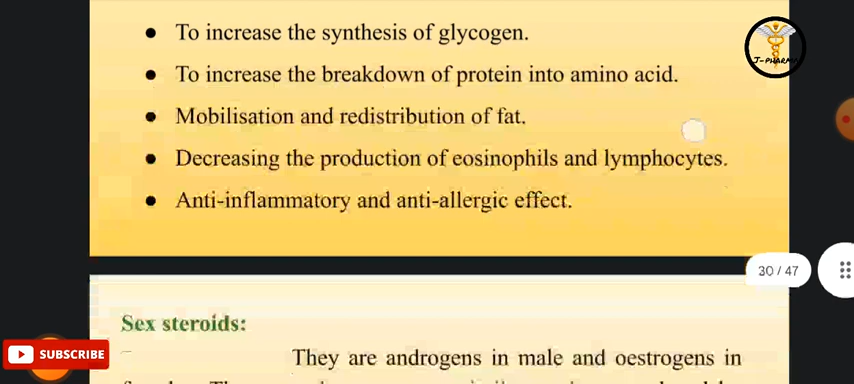 ● To increase the synthesis of glycogen.
● To increase the breakdown of protein into amino acid.
● Mobilisation and redistribution of fat.
● Decreasing the production of eosinophils and lymphocytes.
● Anti-inflammatory and anti-allergic effect.
30 / 47
Sex steroids:
SUBSCRIBE
They are androgens in male and oestrogens in